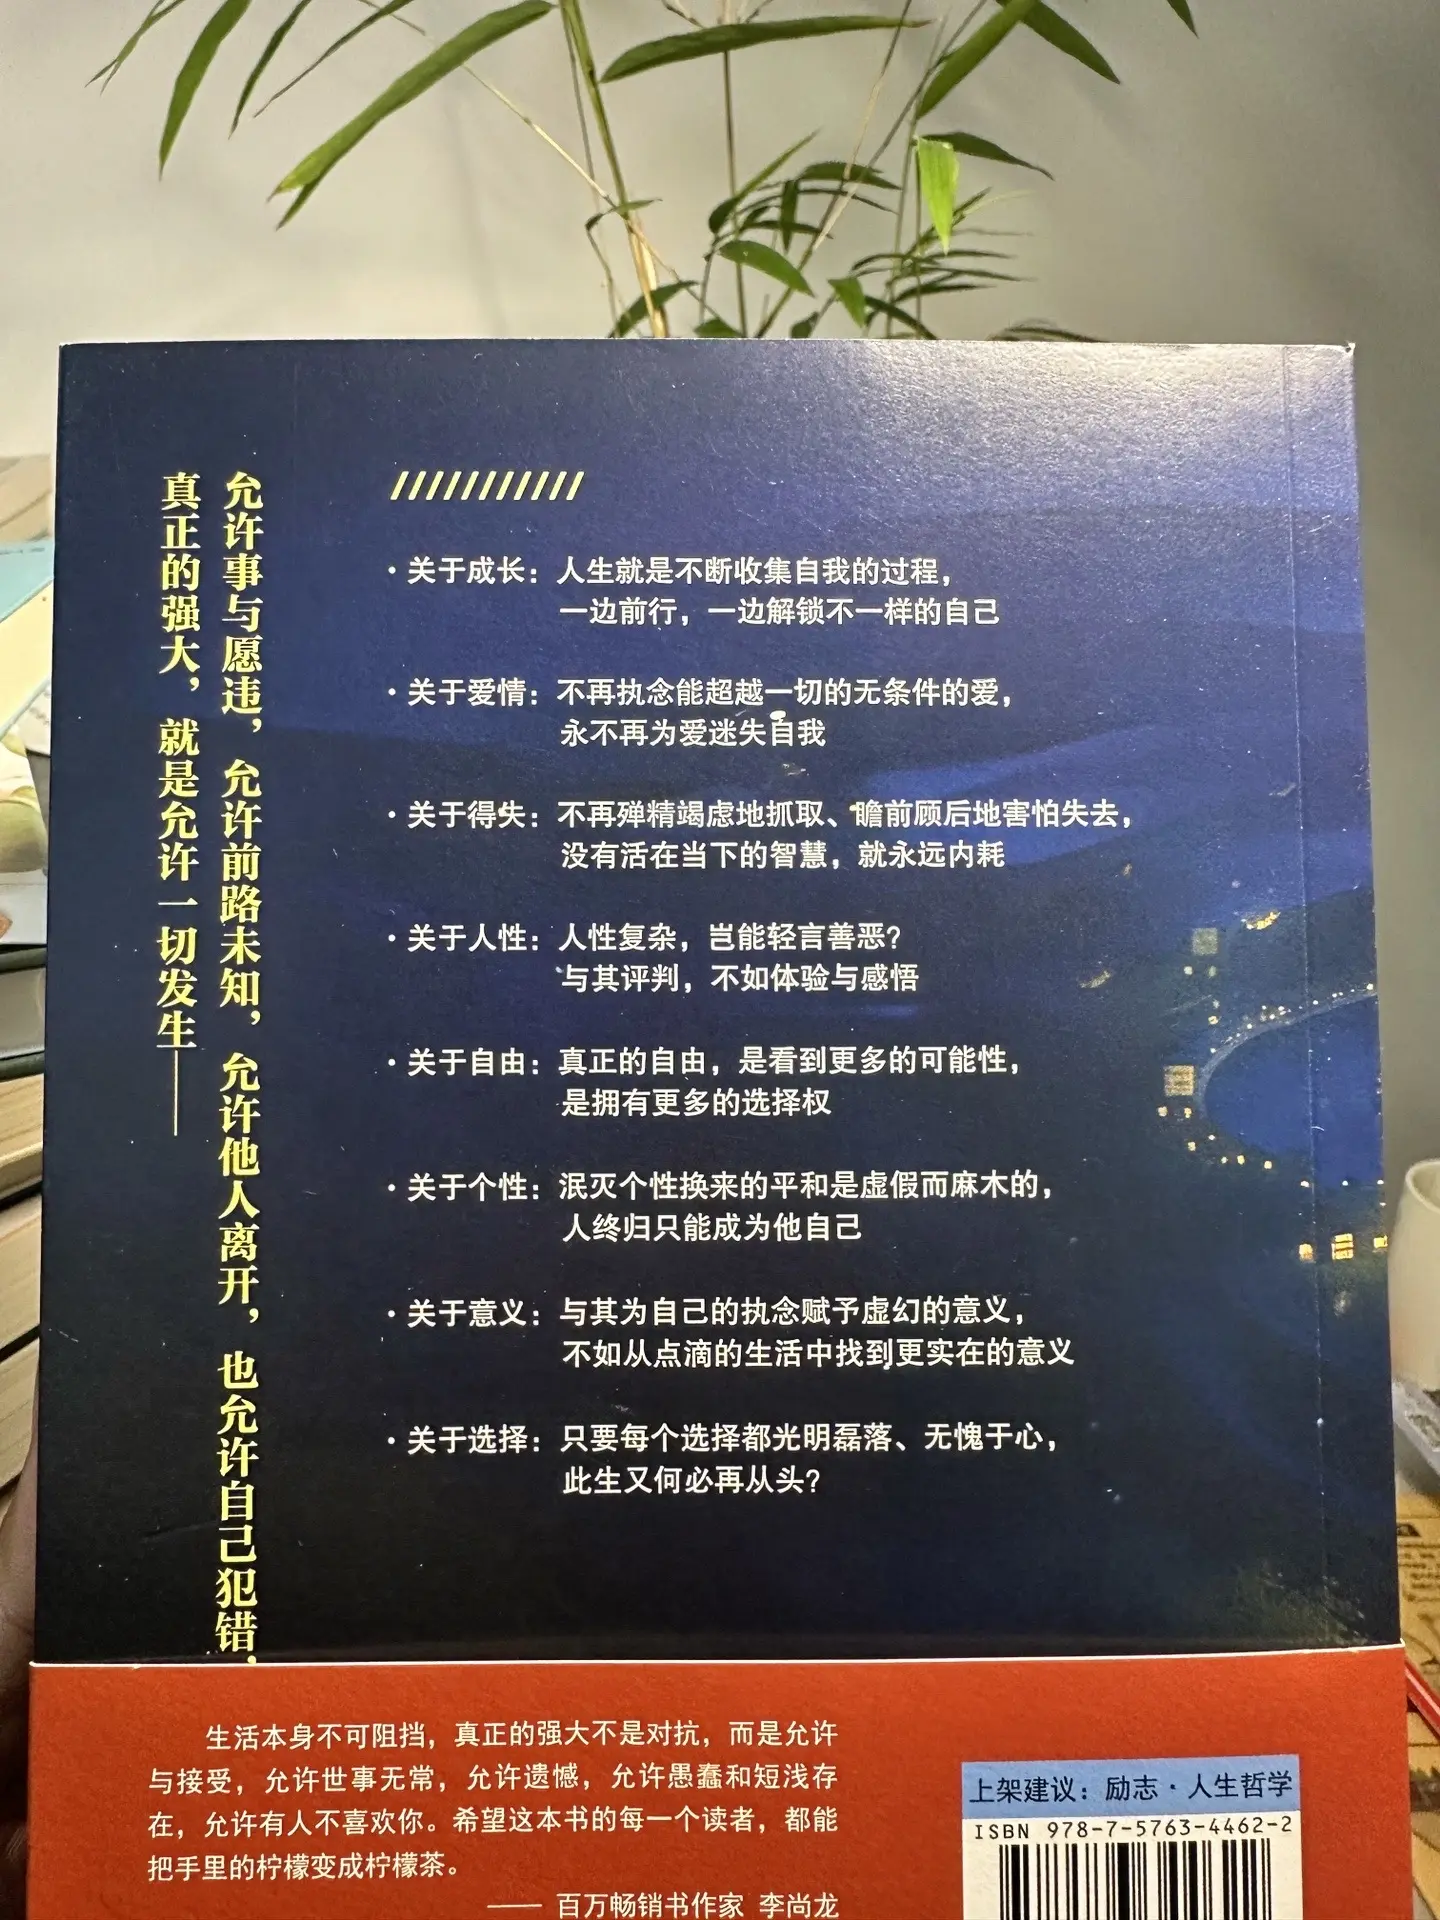 允许事与愿违，允许前路未知，允许他人离开，也允许自己犯错，
真正的强大，就是允许一切发生——
·关于成长：人生就是不断收集自我的过程，
一边前行，一边解锁不一样的自己
·关于爱情：不再执念能超越一切的无条件的爱，
永不再为爱迷失自我
·关于得失：不再殚精竭虑地抓取、瞻前顾后地害怕失去，
没有活在当下的智慧，就永远内耗
·关于人性：人性复杂，岂能轻言善恶？
与其评判，不如体验与感悟
·关于自由：真正的自由，是看到更多的可能性，
是拥有更多的选择权
·关于个性：泯灭个性换来的平和是虚假而麻木的，
人终归只能成为他自己
·关于意义：与其为自己的执念赋予虚幻的意义，
不如从点滴的生活中找到更实在的意义
·关于选择：只要每个选择都光明磊落、无愧于心，
此生又何必再从头？
生活本身不可阻挡，真正的强大不是对抗，而是允许
与接受，允许世事无常，允许遗憾，允许愚蠢和短浅存
在，允许有人不喜欢你。希望这本书的每一个读者，都能
把手里的柠檬变成柠檬茶。
—— 百万畅销书作家 李尚龙
上架建议：励志·人生哲学
ISBN 978-7-5763-4462-2